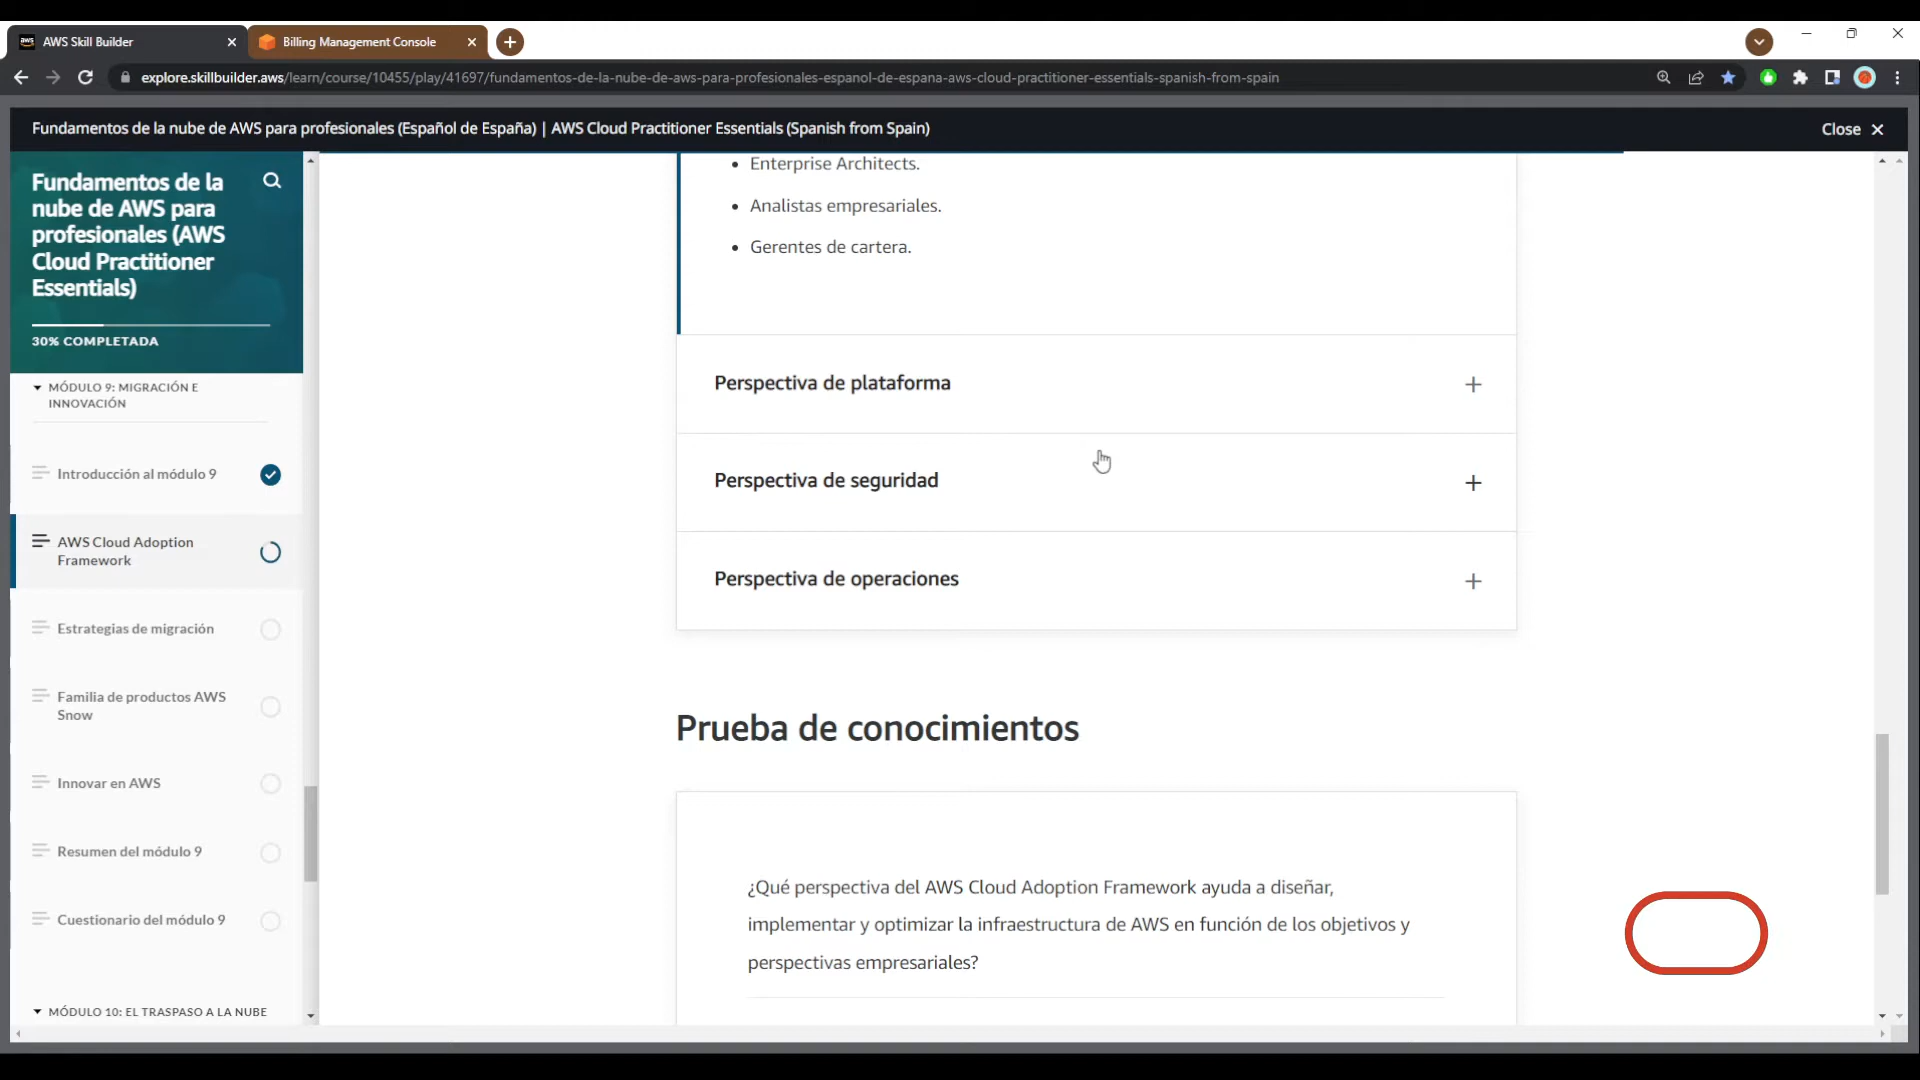 AWS Skill Builder
Billing Management Console
explore.skillbuilder.aws/learn/course/10455/play/41697/fundamentos-de-la-nube-de-aws-para-profesionales-espanol-de-espana-aws-cloud-practitioner-essentials-spanish-from-spain
Fundamentos de la nube de AWS para profesionales (Español de España) | AWS Cloud Practitioner Essentials (Spanish from Spain)
Close
Fundamentos de la
nube de AWS para
profesionales (AWS
Cloud Practitioner
Essentials)
30% COMPLETADA
MÓDULO 9: MIGRACIÓN E
INNOVACIÓN
Introducción al módulo 9
AWS Cloud Adoption
Framework
Estrategias de migración
Familia de productos AWS
Snow
Innovar en AWS
Resumen del módulo 9
Cuestionario del módulo 9
MÓDULO 10: EL TRASPASO A LA NUBE
• Enterprise Architects.
• Analistas empresariales.
• Gerentes de cartera.
Perspectiva de plataforma
Perspectiva de seguridad
Perspectiva de operaciones
Prueba de conocimientos
¿Qué perspectiva del AWS Cloud Adoption Framework ayuda a diseñar,
implementar y optimizar la infraestructura de AWS en función de los objetivos y
perspectivas empresariales?